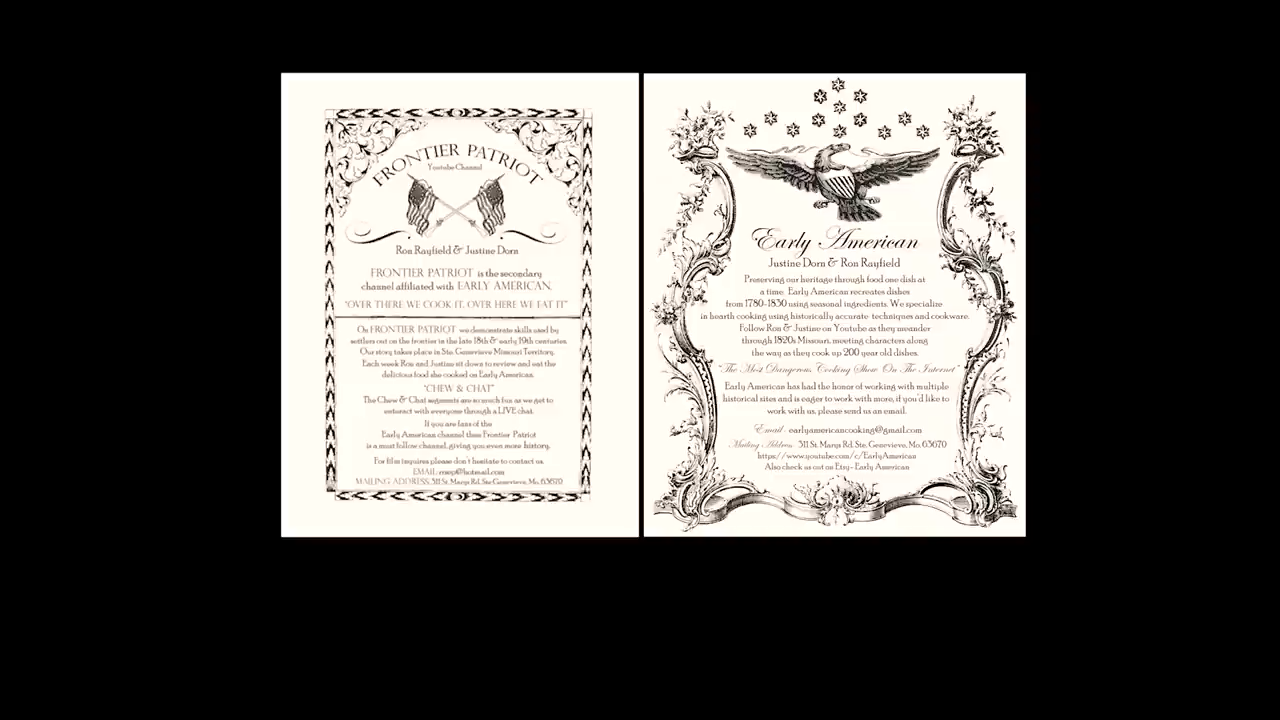 FRONTIER PATRIOT
Youtube Channel
Ron Rayfield & Justine Dorn
FRONTIER PATRIOT is the secondary
channel affiliated with EARLY AMERICAN.
"OVER THERE WE COOK IT, OVER HERE WE EAT IT"
On FRONTIER PATRIOT we demonstrate skills used by
settlers out on the frontier in the late 18th & early 19th centuries.
Our story takes place in Ste. Genevieve Missouri Territory.
Each week Ron and Justine sit down to review and eat the
delicious food she cooked on Early American.
"CHEW & CHAT"
The Chew & Chat segments are so much fun as we get to
enteract with everyone through a LIVE chat.
If you are fans of the
Early American channel then Frontier Patriot
is a must follow channel, giving you even more history.
For film inquires please don't hesitate to contact us.
EMAIL: @hotmail.com
MAILING ADDRESS: 311 St. Marys Rd. Ste. Genevieve, Mo. 63670
Early American
Justine Dorn & Ron Rayfield
Preserving our heritage through food one dish at
a time. Early American recreates dishes
from 1780-1830 using seasonal ingredients. We specialize
in hearth cooking using historically accurate techniques and cookware.
Follow Ron & Justine on Youtube as they meander
through 1820s Missouri, meeting characters along
the way as they cook up 200 year old dishes.
"The Most Dangerous Cooking Show On The Internet"
Early American has had the honor of working with multiple
historical sites and is eager to work with more, if you'd like to
work with us, please send us an email.
Email - earlyamericancooking@gmail.com
Mailing Address- 311 St. Marys Rd. Ste. Genevieve, Mo. 63670
https://www.youtube.com/c/EarlyAmerican
Also check us out on Etsy- Early American